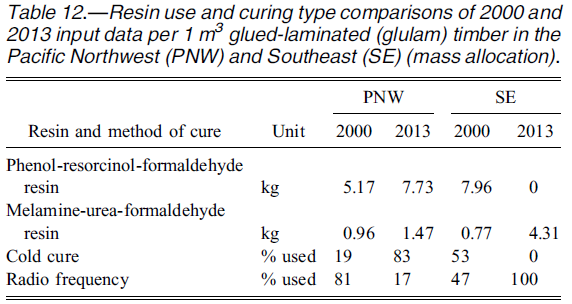 Table 12.—Resin use and curing type comparisons of 2000 and
2013 input data per 1 m³ glued-laminated (glulam) timber in the
Pacific Northwest (PNW) and Southeast (SE) (mass allocation).
PNW SE
Resin and method of cure Unit 2000 2013 2000 2013
Phenol-resorcinol-formaldehyde
resin kg 5.17 7.73 7.96 0
Melamine-urea-formaldehyde
resin kg 0.96 1.47 0.77 4.31
Cold cure % used 19 83 53 0
Radio frequency % used 81 17 47 100